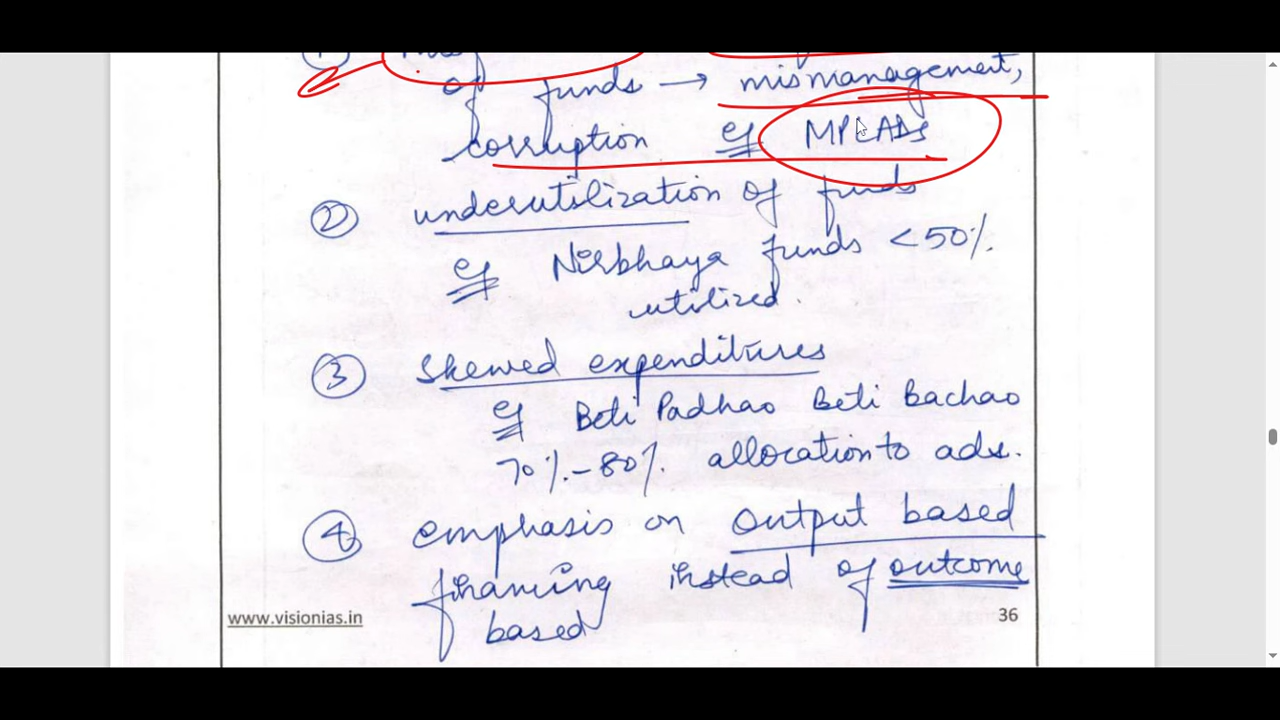 of funds → mismanagement,
corruption eg MPLADs
② underutilization of funds
eg Nirbhaya funds <50%
utilized.
③ Skewed expenditures
eg Beti Padhao Beti Bachao
70%-80% allocation to ads.
④ emphasis on output based
financing instead of outcome
based
www.visionias.in 36